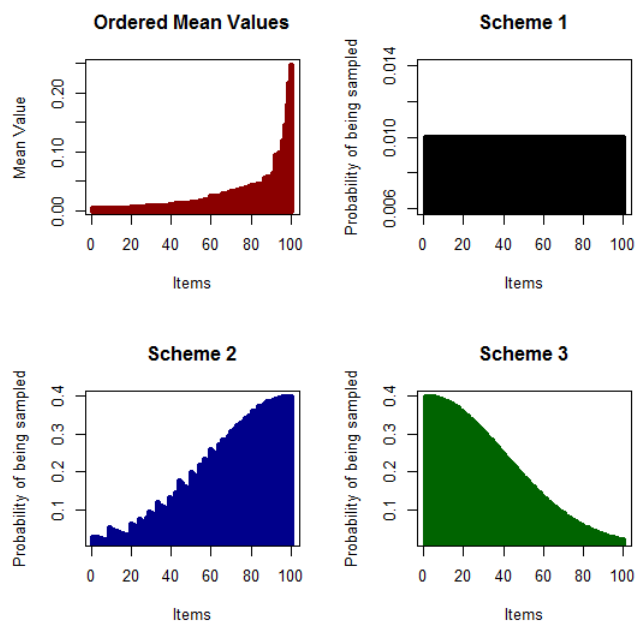 Ordered Mean Values
Mean Value
0.00 0.10 0.20
0 20 40 60 80 100
Items
Scheme 1
Probability of being sampled
0.006 0.010 0.014
0 20 40 60 80 100
Items
Scheme 2
Probability of being sampled
0.1 0.2 0.3 0.4
0 20 40 60 80 100
Items
Scheme 3
Probability of being sampled
0.1 0.2 0.3 0.4
0 20 40 60 80 100
Items